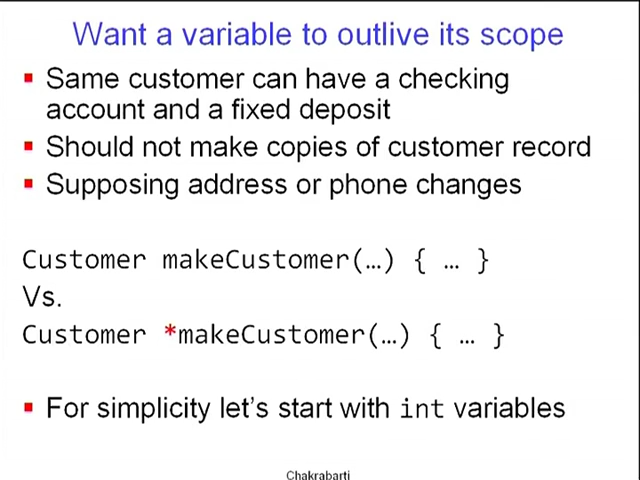 Want a variable to outlive its scope
Same customer can have a checking
account and a fixed deposit
Should not make copies of customer record
Supposing address or phone changes
Customer makeCustomer(…) { … }
Vs.
Customer *makeCustomer(…) { … }
For simplicity let's start with int variables
Chakrabarti